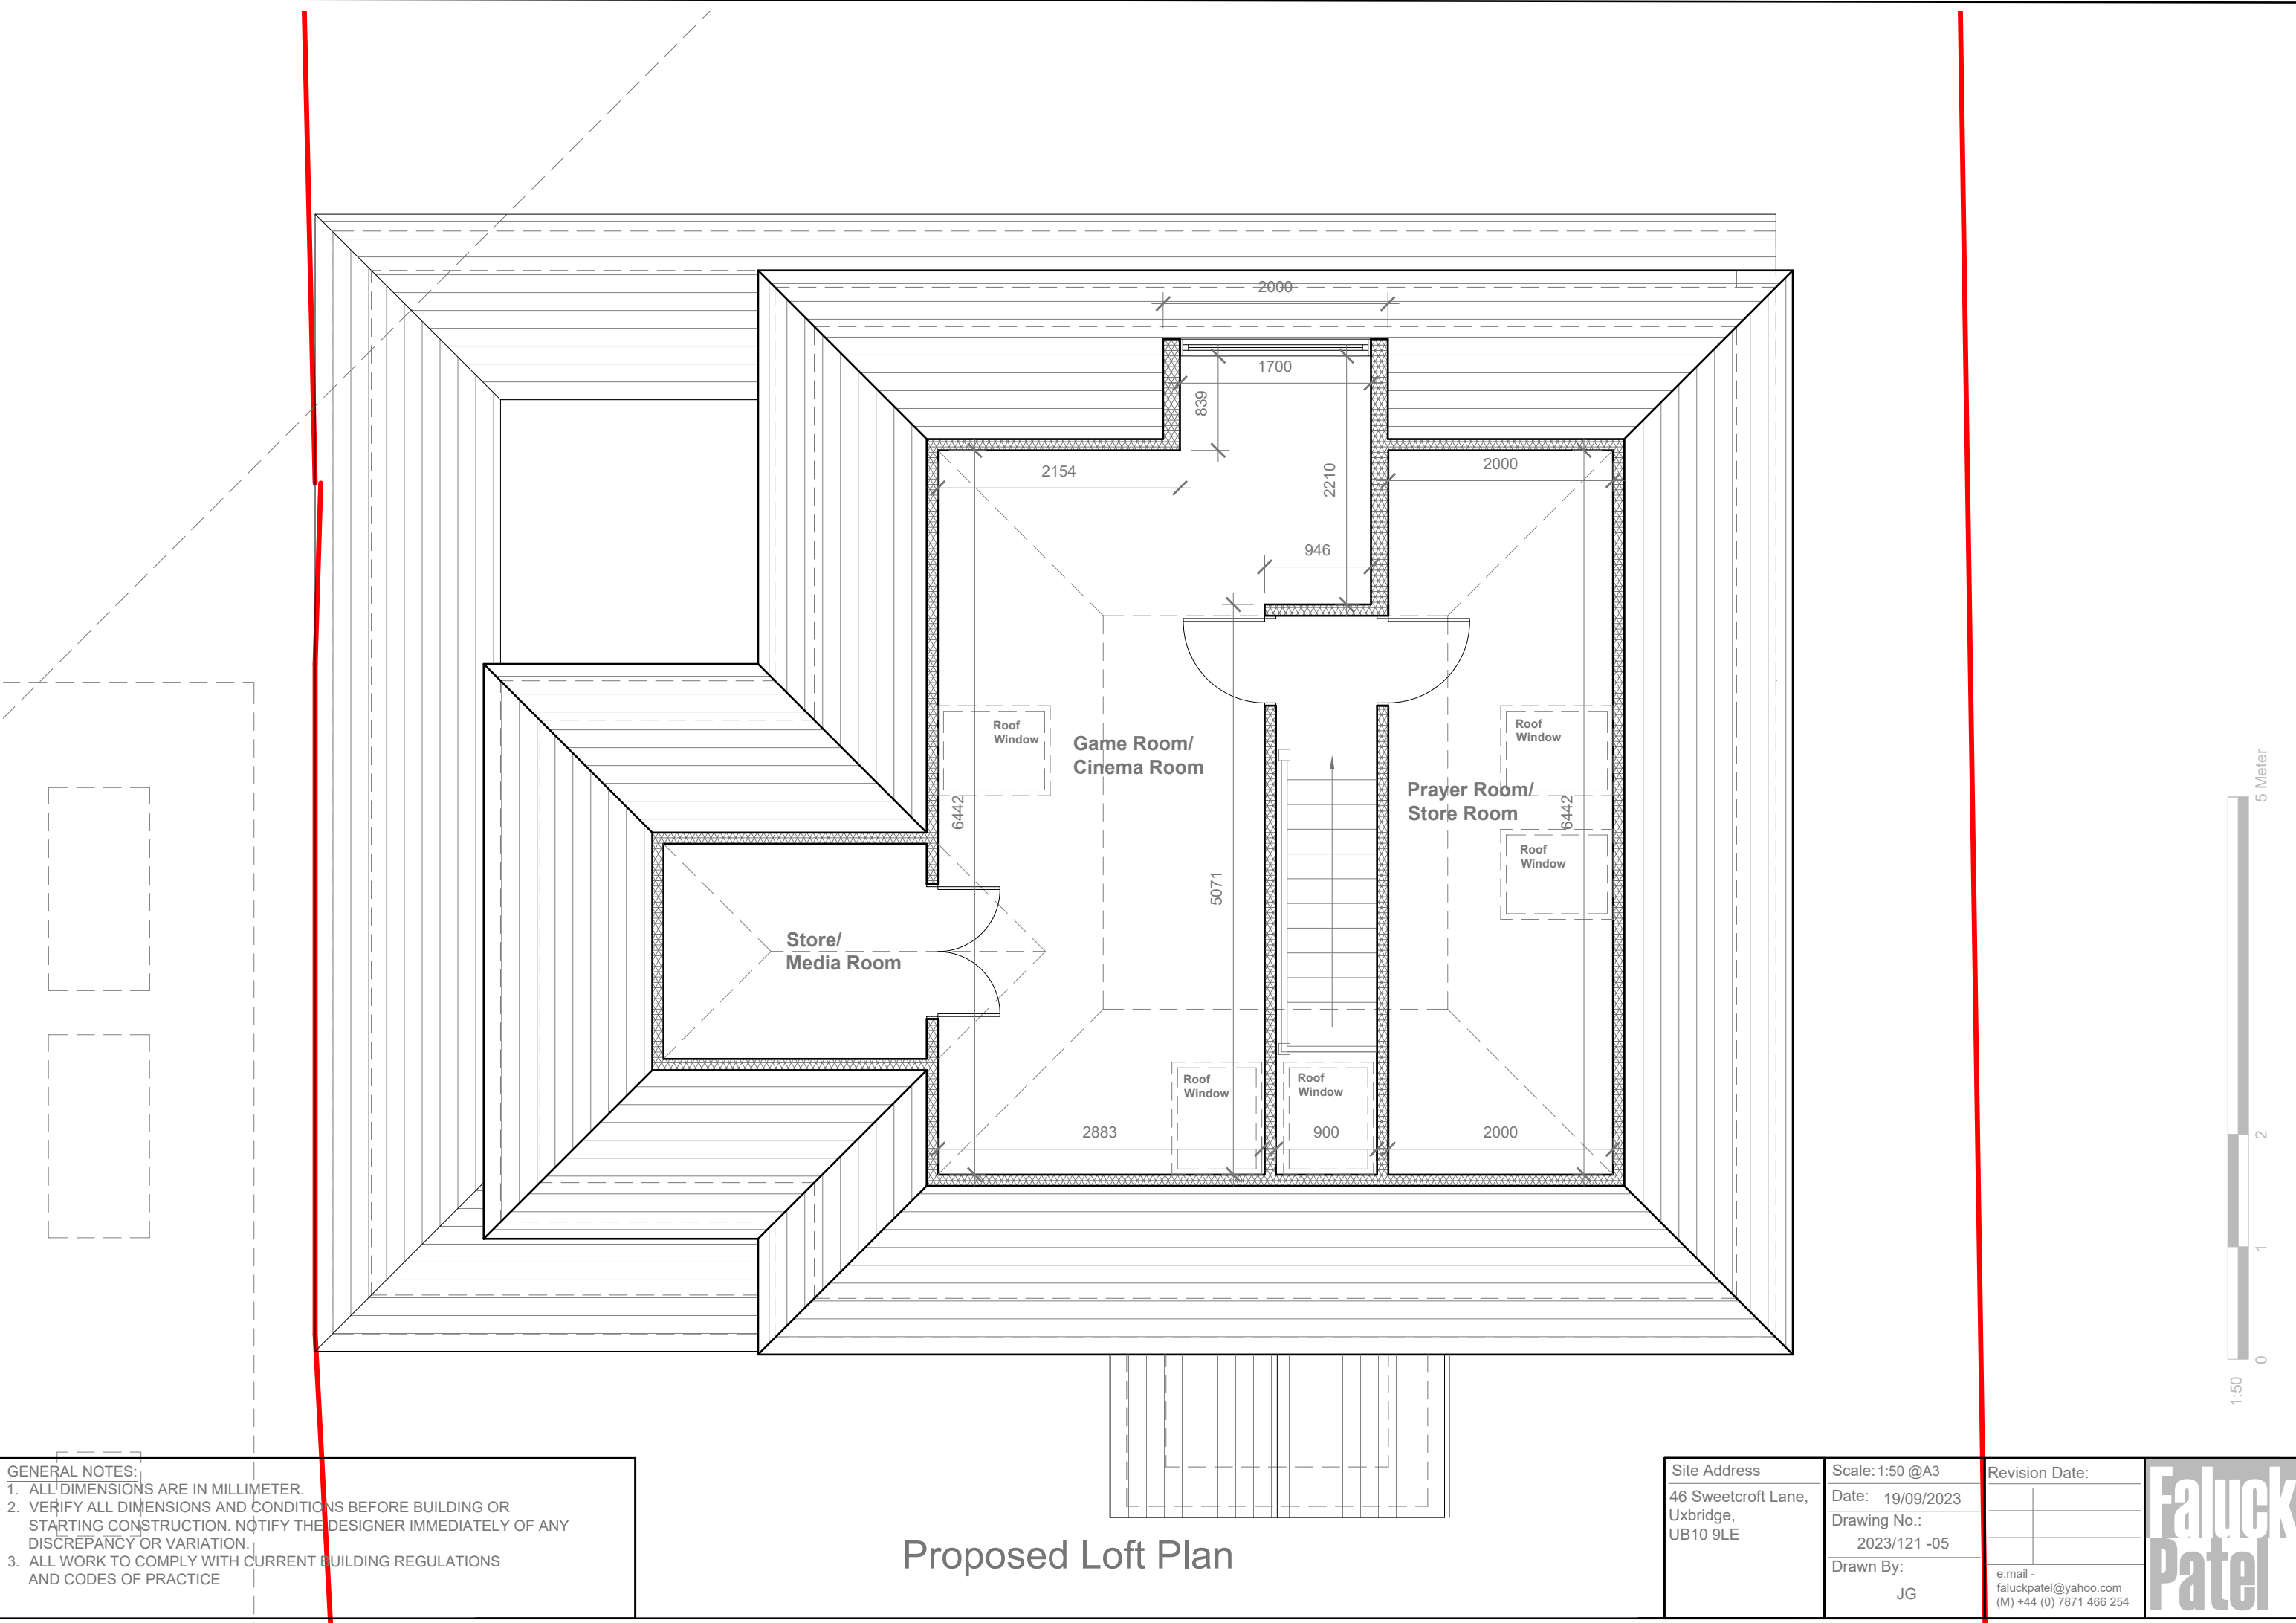 2000
1700
839
2154
2210
2000
946
Roof
Window
Game Room/
Cinema Room
Roof
Window
Prayer Room/
Store Room
6442
6442
Roof
Window
5071
Store/
Media Room
Roof
Window
Roof
Window
2883
900
2000
5 Meter
2
1
0
1:50
GENERAL NOTES:
1. ALL DIMENSIONS ARE IN MILLIMETER.
2. VERIFY ALL DIMENSIONS AND CONDITIONS BEFORE BUILDING OR
STARTING CONSTRUCTION. NOTIFY THE DESIGNER IMMEDIATELY OF ANY
DISCREPANCY OR VARIATION.
3. ALL WORK TO COMPLY WITH CURRENT BUILDING REGULATIONS
AND CODES OF PRACTICE
Proposed Loft Plan
Site Address
46 Sweetcroft Lane,
Uxbridge,
UB10 9LE
Scale: 1:50 @A3
Date: 19/09/2023
Drawing No.:
2023/121 -05
Drawn By:
JG
Revision Date:
e:mail -
faluckpatel@yahoo.com
(M) +44 (0) 7871 466 254
Faluck
Patel